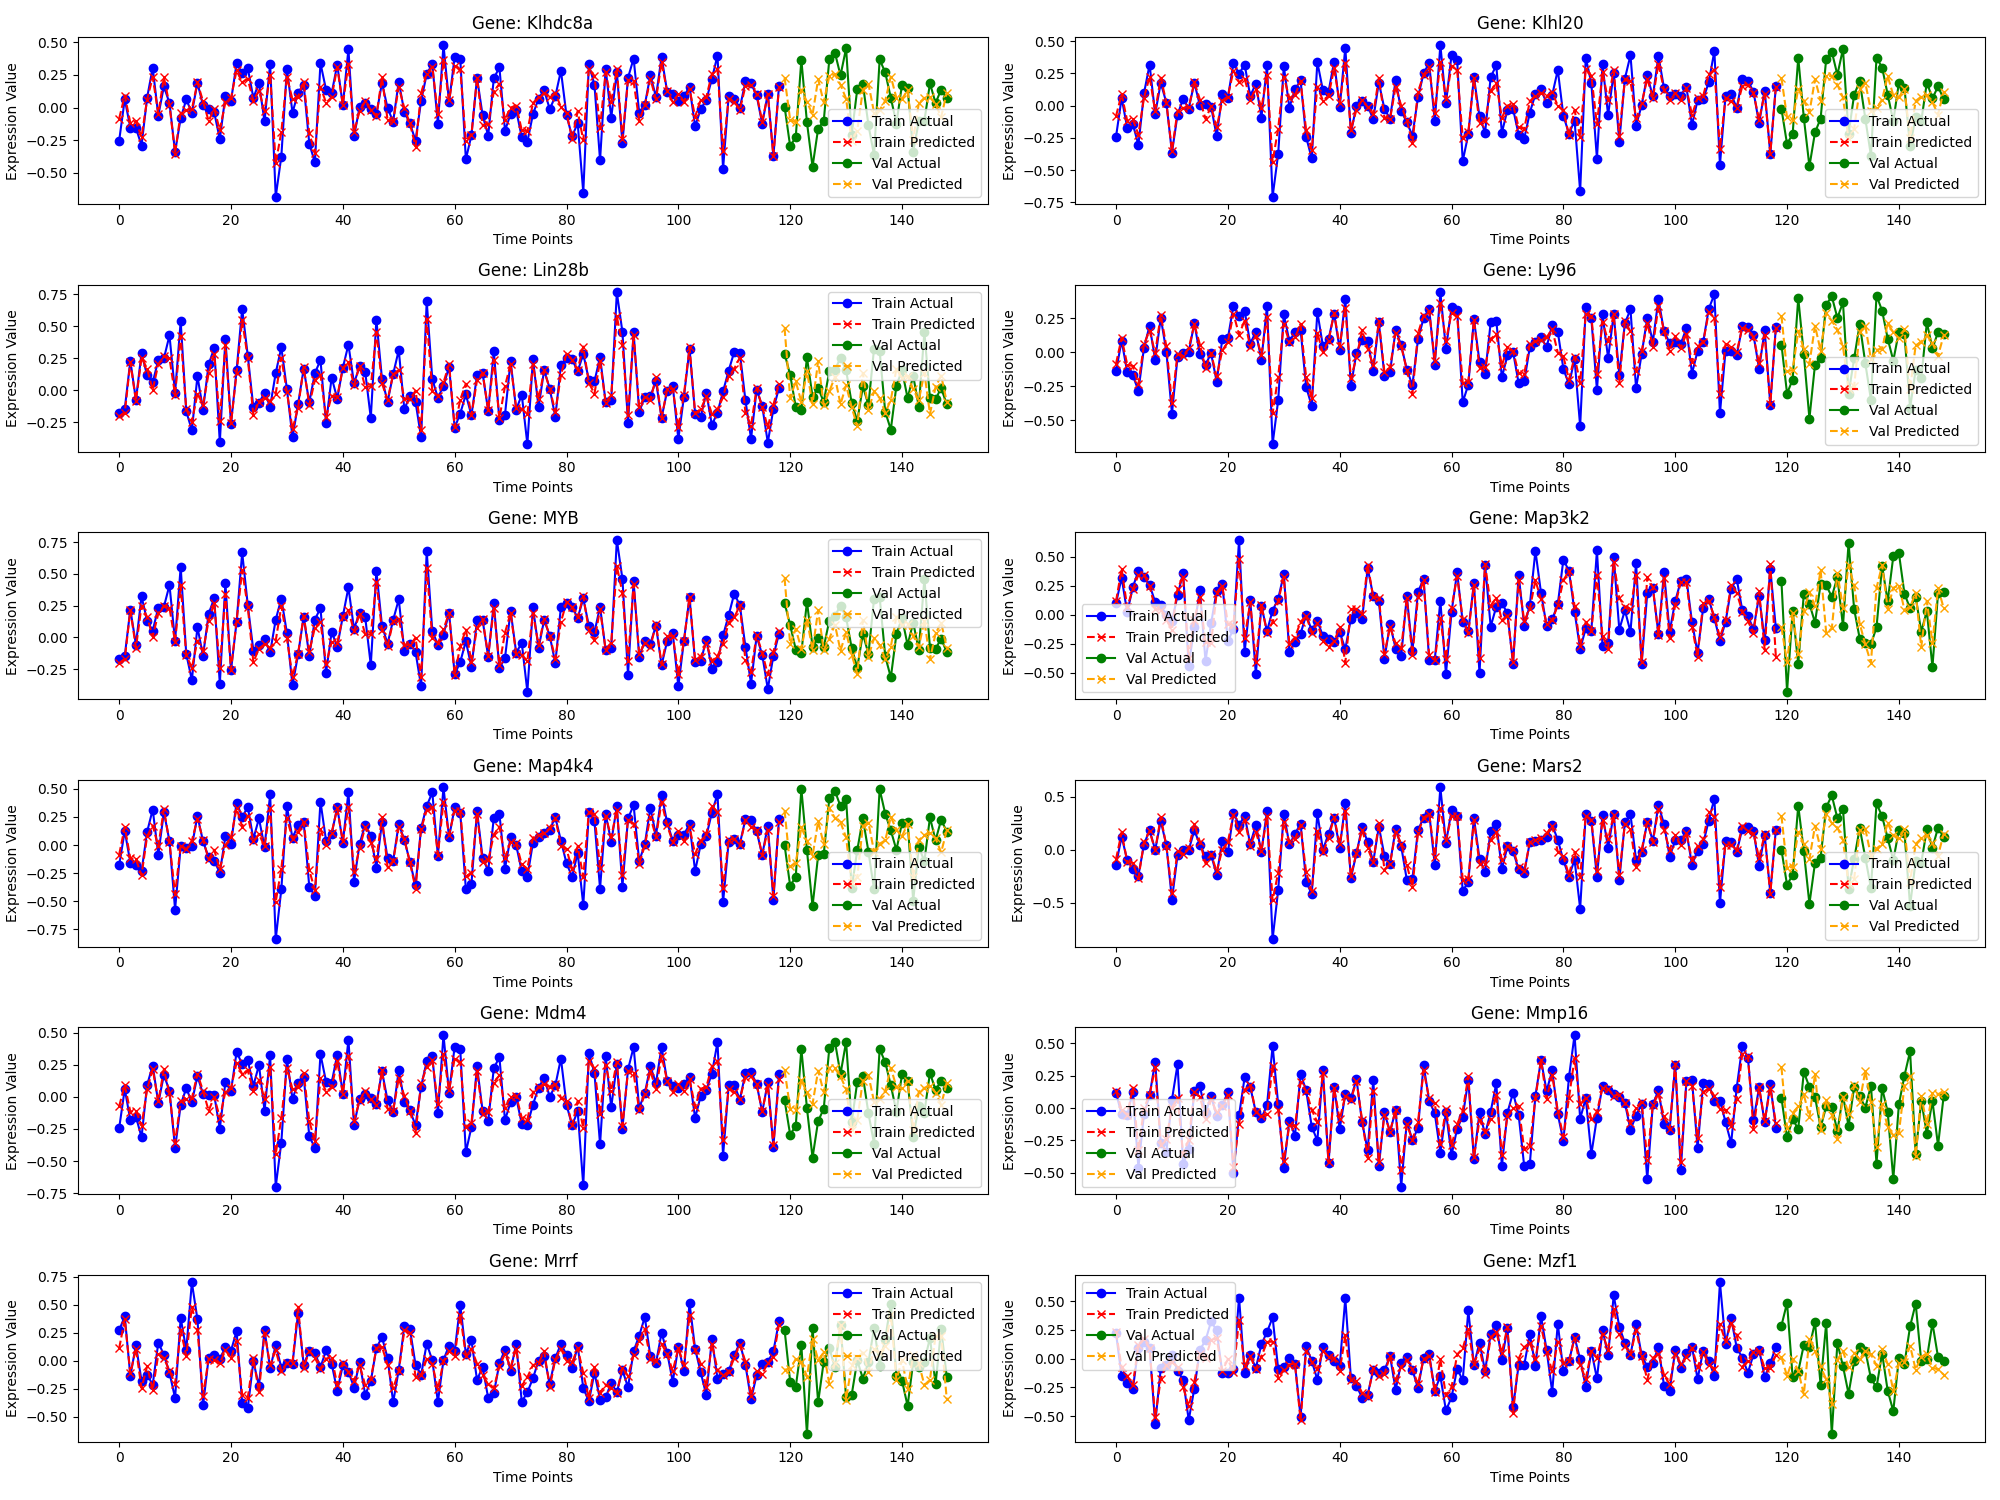 Gene: Klhdc8a
Expression Value
0.50
0.25
0.00
−0.25
−0.50
0 20 40 60 80 100 120 140
Time Points
Train Actual
Train Predicted
Val Actual
Val Predicted
Gene: Klhl20
Expression Value
0.50
0.25
0.00
−0.25
−0.50
−0.75
0 20 40 60 80 100 120 140
Time Points
Train Actual
Train Predicted
Val Actual
Val Predicted
Gene: Lin28b
Expression Value
0.75
0.50
0.25
0.00
−0.25
0 20 40 60 80 100 120 140
Time Points
Train Actual
Train Predicted
Val Actual
Val Predicted
Gene: Ly96
Expression Value
0.25
0.00
−0.25
−0.50
0 20 40 60 80 100 120 140
Time Points
Train Actual
Train Predicted
Val Actual
Val Predicted
Gene: MYB
Expression Value
0.75
0.50
0.25
0.00
−0.25
0 20 40 60 80 100 120 140
Time Points
Train Actual
Train Predicted
Val Actual
Val Predicted
Gene: Map3k2
Expression Value
0.50
0.25
0.00
−0.25
−0.50
0 20 40 60 80 100 120 140
Time Points
Train Actual
Train Predicted
Val Actual
Val Predicted
Gene: Map4k4
Expression Value
0.50
0.25
0.00
−0.25
−0.50
−0.75
0 20 40 60 80 100 120 140
Time Points
Train Actual
Train Predicted
Val Actual
Val Predicted
Gene: Mars2
Expression Value
0.5
0.0
−0.5
0 20 40 60 80 100 120 140
Time Points
Train Actual
Train Predicted
Val Actual
Val Predicted
Gene: Mdm4
Expression Value
0.50
0.25
0.00
−0.25
−0.50
−0.75
0 20 40 60 80 100 120 140
Time Points
Train Actual
Train Predicted
Val Actual
Val Predicted
Gene: Mmp16
Expression Value
0.50
0.25
0.00
−0.25
−0.50
0 20 40 60 80 100 120 140
Time Points
Train Actual
Train Predicted
Val Actual
Val Predicted
Gene: Mrrf
Expression Value
0.75
0.50
0.25
0.00
−0.25
−0.50
0 20 40 60 80 100 120 140
Time Points
Train Actual
Train Predicted
Val Actual
Val Predicted
Gene: Mzf1
Expression Value
0.50
0.25
0.00
−0.25
−0.50
0 20 40 60 80 100 120 140
Time Points
Train Actual
Train Predicted
Val Actual
Val Predicted